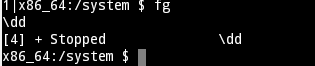 1|x86_64:/system $ fg
\dd
[4] + Stopped                 \dd
x86_64:/system $